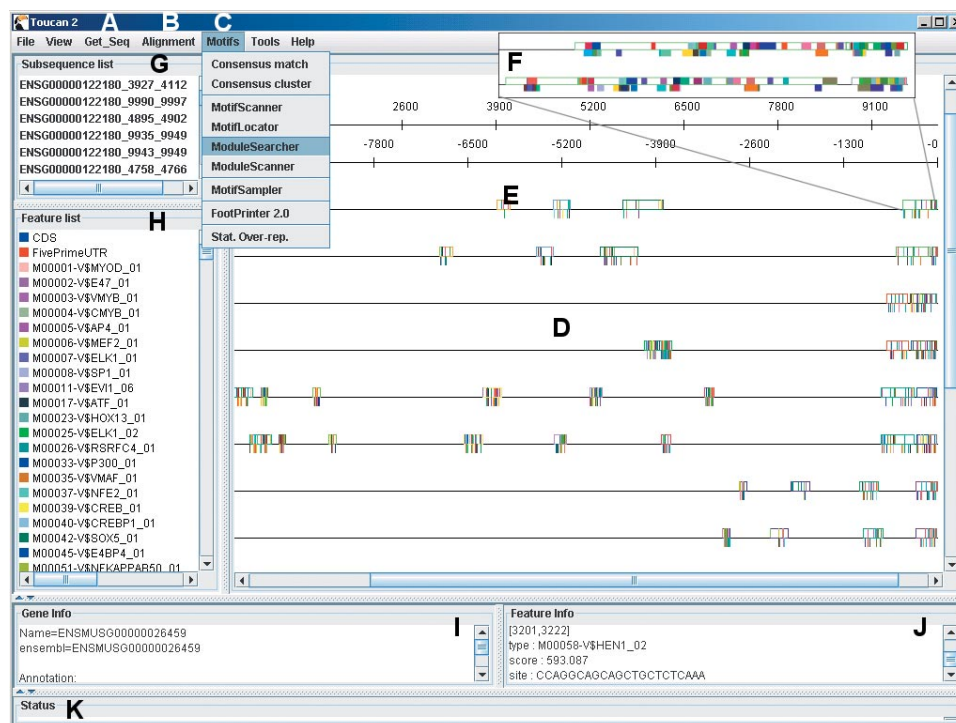 Toucan 2
A
B
C
File View Get_Seq Alignment Motifs Tools Help
Subsequence list
G
ENSG00000122180_3927_4112
ENSG00000122180_9990_9997
ENSG00000122180_4895_4902
ENSG00000122180_9935_9949
ENSG00000122180_9943_9949
ENSG00000122180_4758_4766
Consensus match
Consensus cluster
MotifScanner
MotifLocator
ModuleSearcher
ModuleScanner
MotifSampler
FootPrinter 2.0
Stat. Over-rep.
F
2600 3900 5200 6500 7800 9100
-7800 -6500 -5200 -3900 -2600 -1300 -0
E
D
Feature list
H
CDS
FivePrimeUTR
M00001-V$MYOD_01
M00002-V$E47_01
M00003-V$VMYB_01
M00004-V$CMYB_01
M00005-V$AP4_01
M00006-V$MEF2_01
M00007-V$ELK1_01
M00008-V$SP1_01
M00011-V$EVI1_06
M00017-V$ATF_01
M00023-V$HOX13_01
M00025-V$ELK1_02
M00026-V$RSRFC4_01
M00033-V$P300_01
M00035-V$VMAF_01
M00037-V$NFE2_01
M00039-V$CREB_01
M00040-V$CREBP1_01
M00042-V$SOX5_01
M00045-V$E4BP4_01
M00051-V$NFKAPPAB50_01
Gene Info
I
Name=ENSMUSG00000026459
ensembl=ENSMUSG00000026459
Annotation:
Feature Info
J
[3201,3222]
type : M00058-V$HEN1_02
score : 593.087
site : CCAGGCAGCAGCTGCTCTCAAA
Status
K